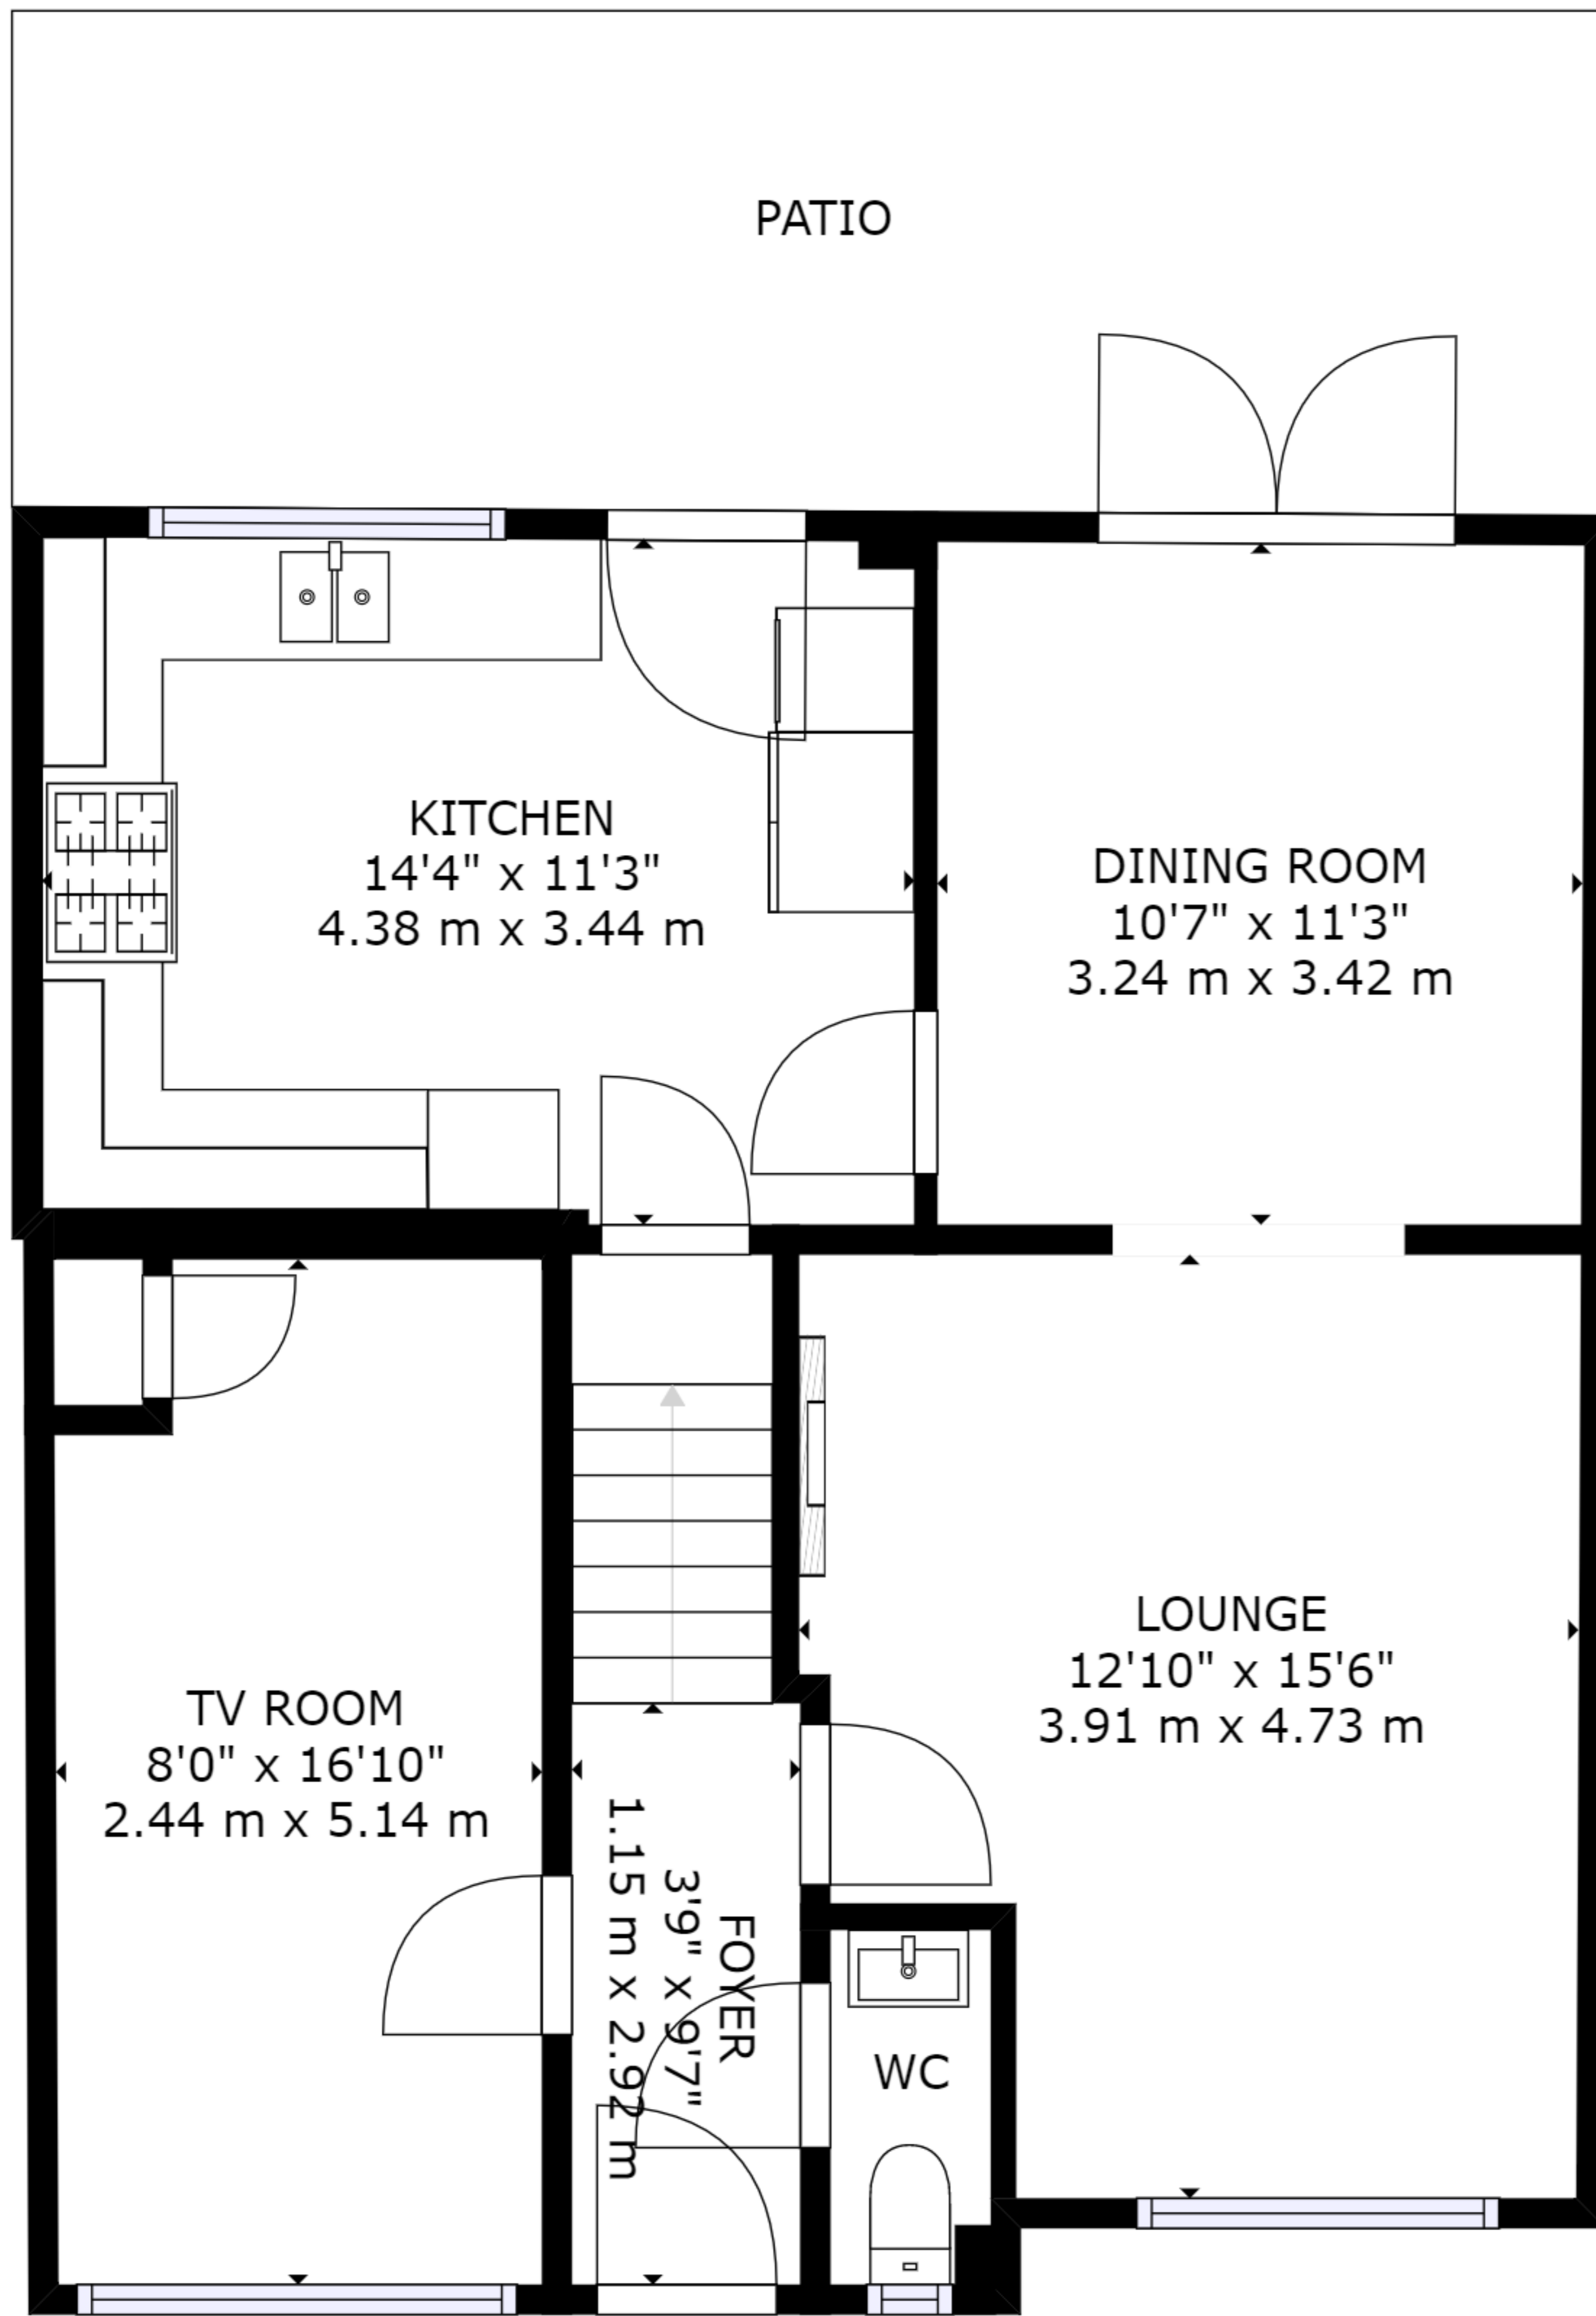 PATIO
KITCHEN
14'4" x 11'3"
4.38 m x 3.44 m
DINING ROOM
10'7" x 11'3"
3.24 m x 3.42 m
LOUNGE
12'10" x 15'6"
3.91 m x 4.73 m
TV ROOM
8'0" x 16'10"
2.44 m x 5.14 m
FOYER
3'9" x 9'7"
1.15 m x 2.92 m
WC